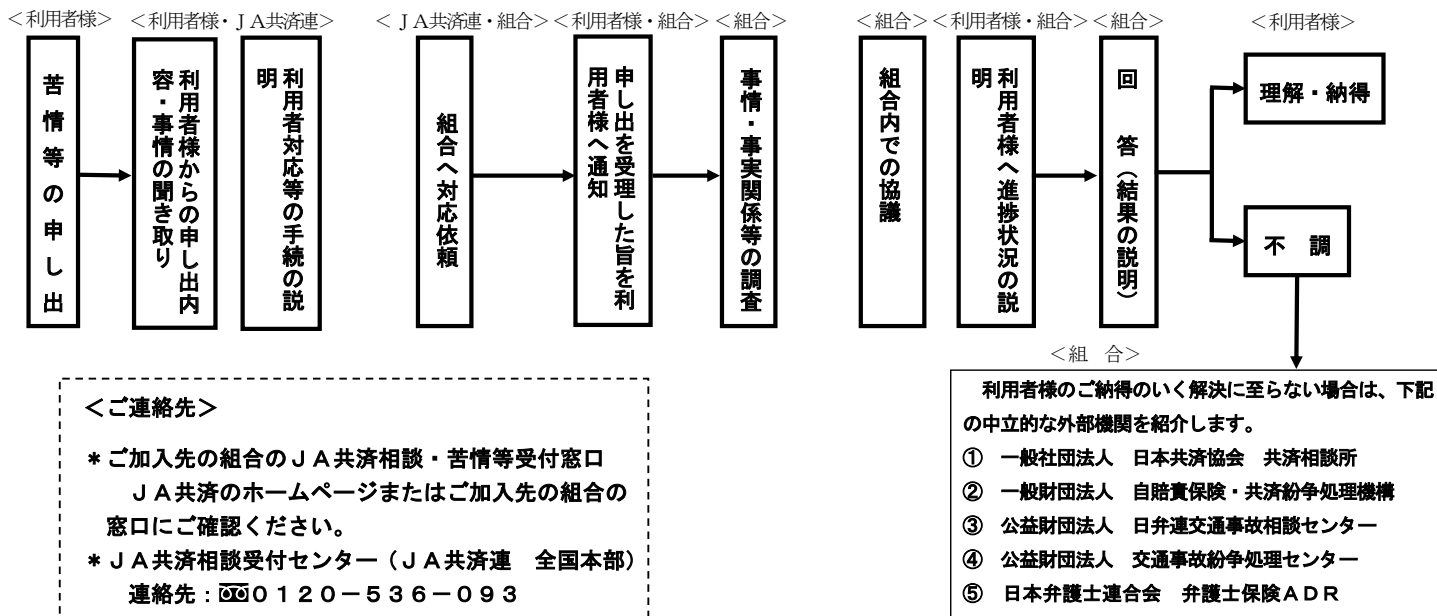 ＜利用者様＞
＜利用者様・ＪＡ共済連＞
＜ＪＡ共済連・組合＞
＜利用者様・組合＞
＜組合＞
＜組合＞
＜利用者様・組合＞
＜組合＞
＜利用者様＞
苦情等の申し出
利用者様からの申し出内
容・事情の聞き取り
利用者対応等の手続の説
明
組合へ対応依頼
申し出を受理した旨を利
用者様へ通知
事情・事実関係等の調査
組合内での協議
利用者様へ進捗状況の説
明
回　答（結果の説明）
理解・納得
不　調
＜組　合＞
利用者様のご納得のいく解決に至らない場合は、下記
の中立的な外部機関を紹介します。
①　一般社団法人　日本共済協会　共済相談所
②　一般財団法人　自賠責保険・共済紛争処理機構
③　公益財団法人　日弁連交通事故相談センター
④　公益財団法人　交通事故紛争処理センター
⑤　日本弁護士連合会　弁護士保険ＡＤＲ
＜ご連絡先＞
＊ご加入先の組合のＪＡ共済相談・苦情等受付窓口
ＪＡ共済のホームページまたはご加入先の組合の
窓口にご確認ください。
＊ＪＡ共済相談受付センター（ＪＡ共済連　全国本部）
連絡先：０１２０－５３６－０９３